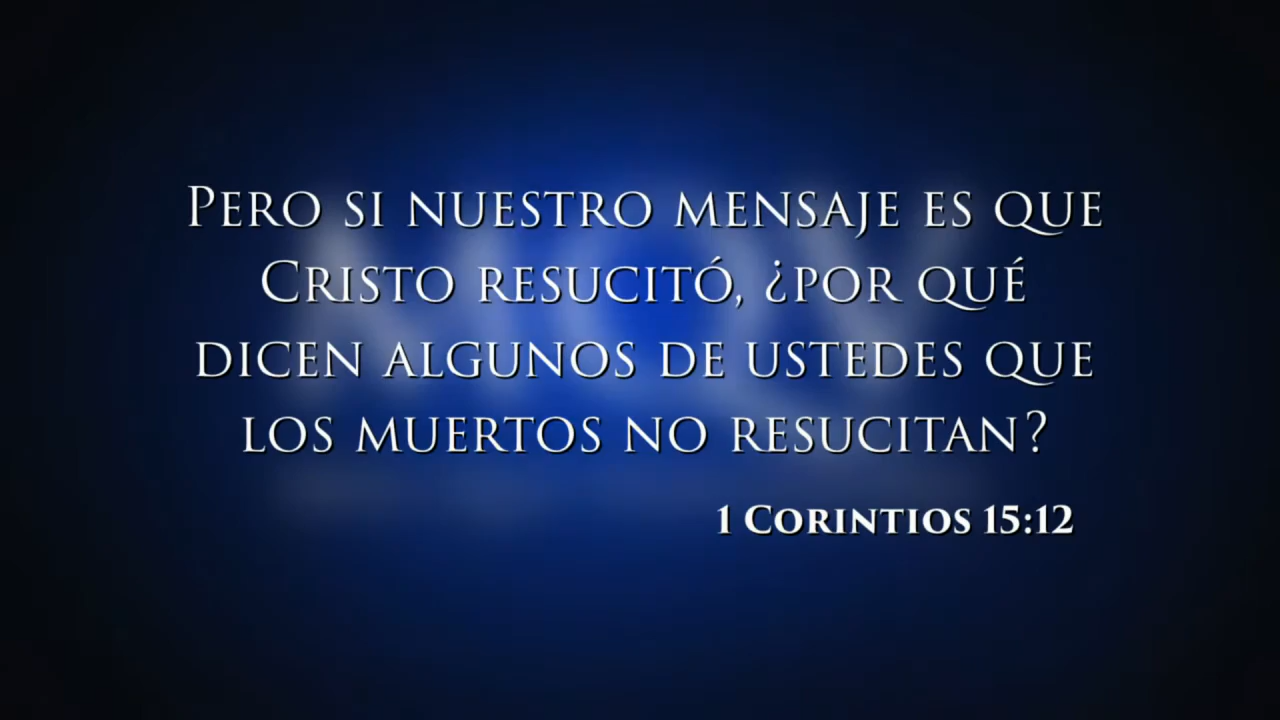 Pero si nuestro mensaje es que
Cristo resucitó, ¿por qué
dicen algunos de ustedes que
los muertos no resucitan?
1 Corintios 15:12